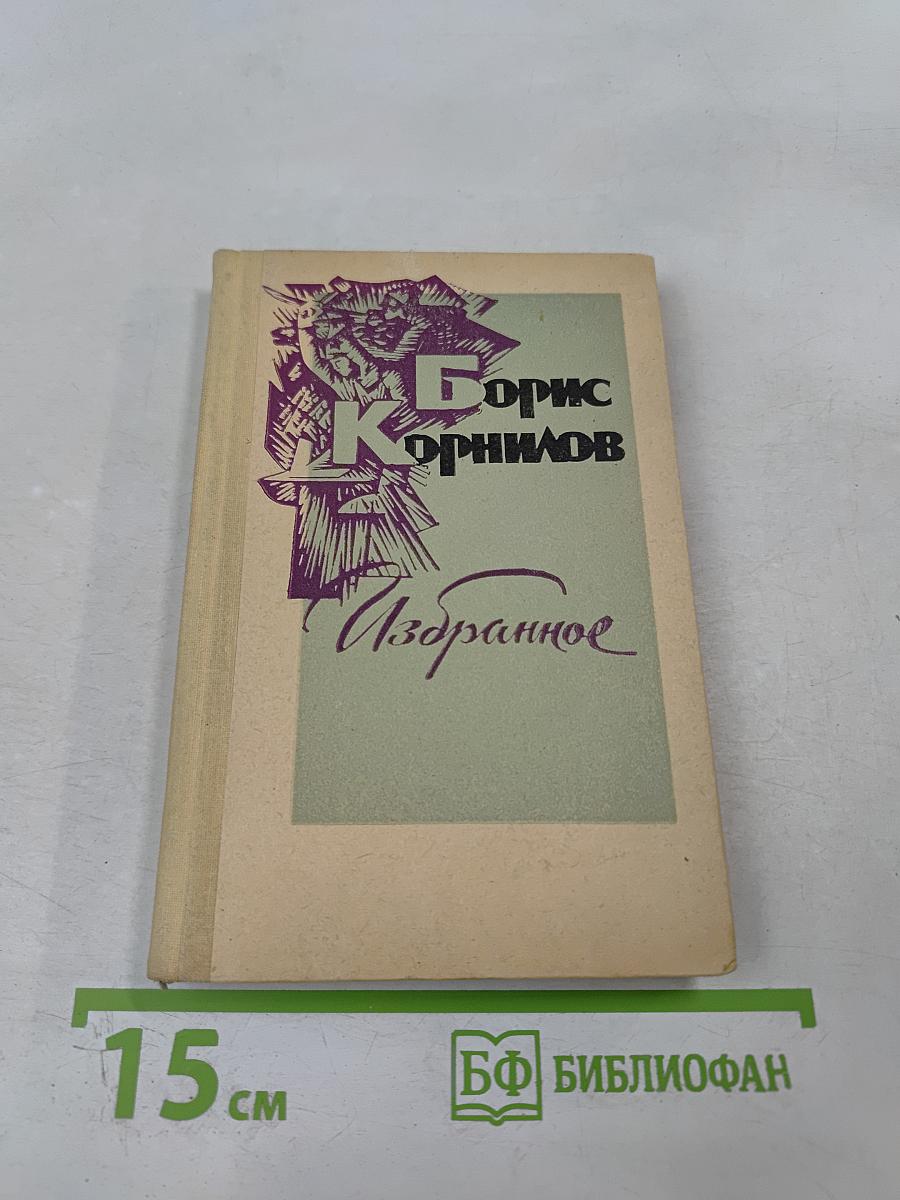 Борис
Корнилов
Избранное
15 см
БФ БИБЛИОФАН